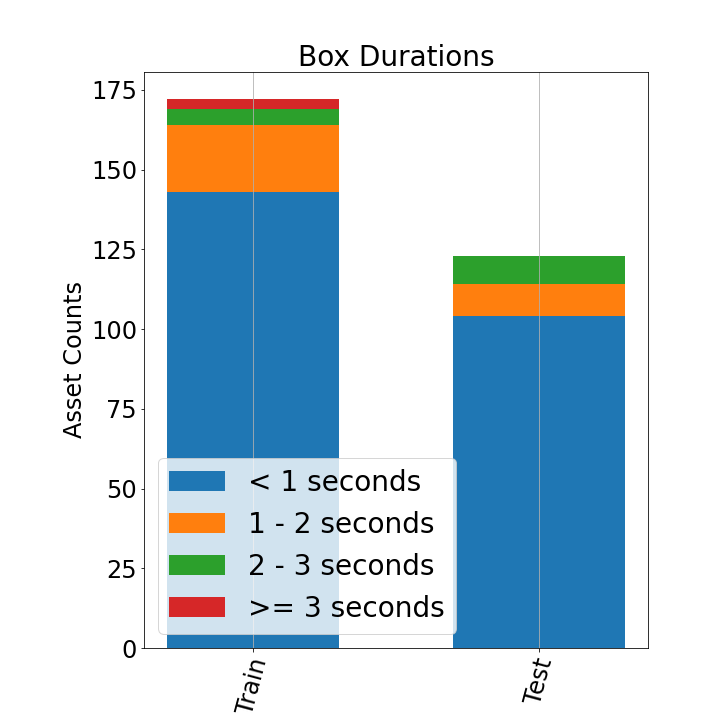 Box Durations
Asset Counts
175
150
125
100
75
50
25
0
< 1 seconds
1 - 2 seconds
2 - 3 seconds
>= 3 seconds
Train
Test